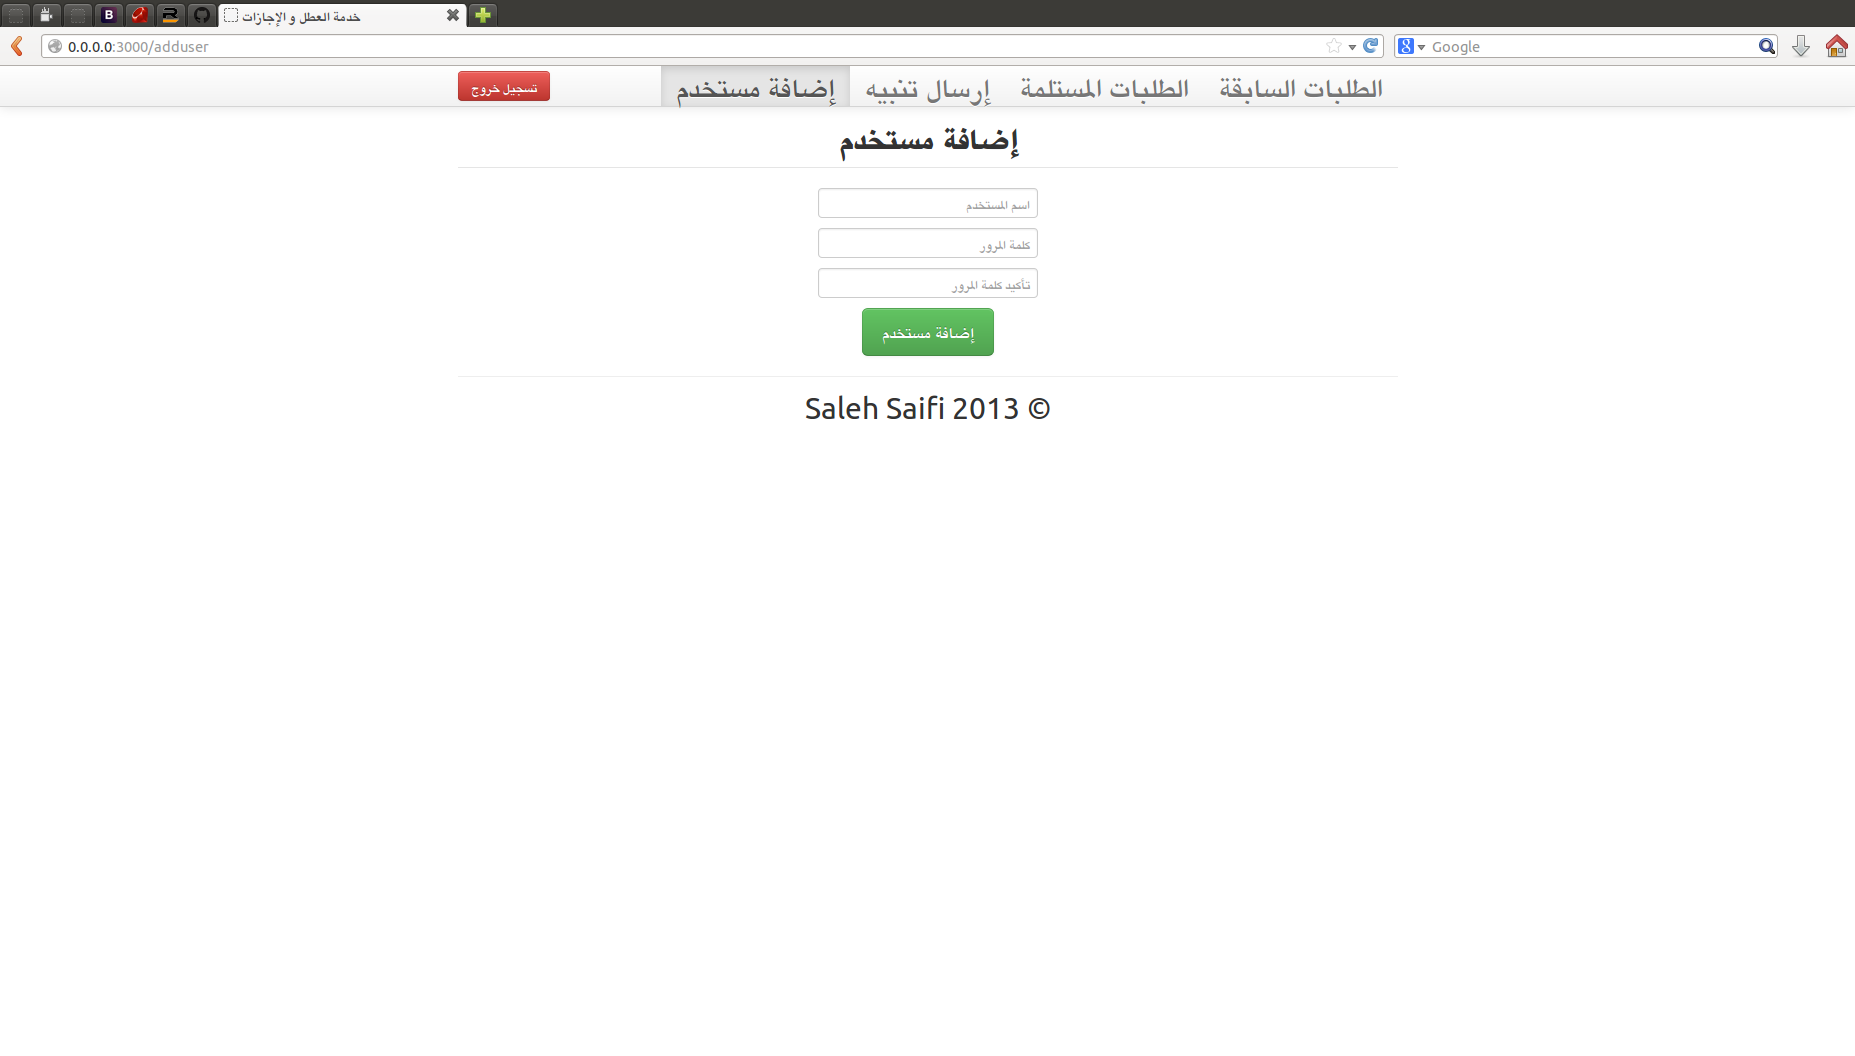 خدمة العطل و الإجازات
0.0.0.0:3000/adduser
Google
الطلبات السابقة
الطلبات المستلمة
إرسال تنبيه
إضافة مستخدم
تسجيل خروج
إضافة مستخدم
اسم المستخدم
كلمة المرور
تأكيد كلمة المرور
إضافة مستخدم
Saleh Saifi 2013 ©